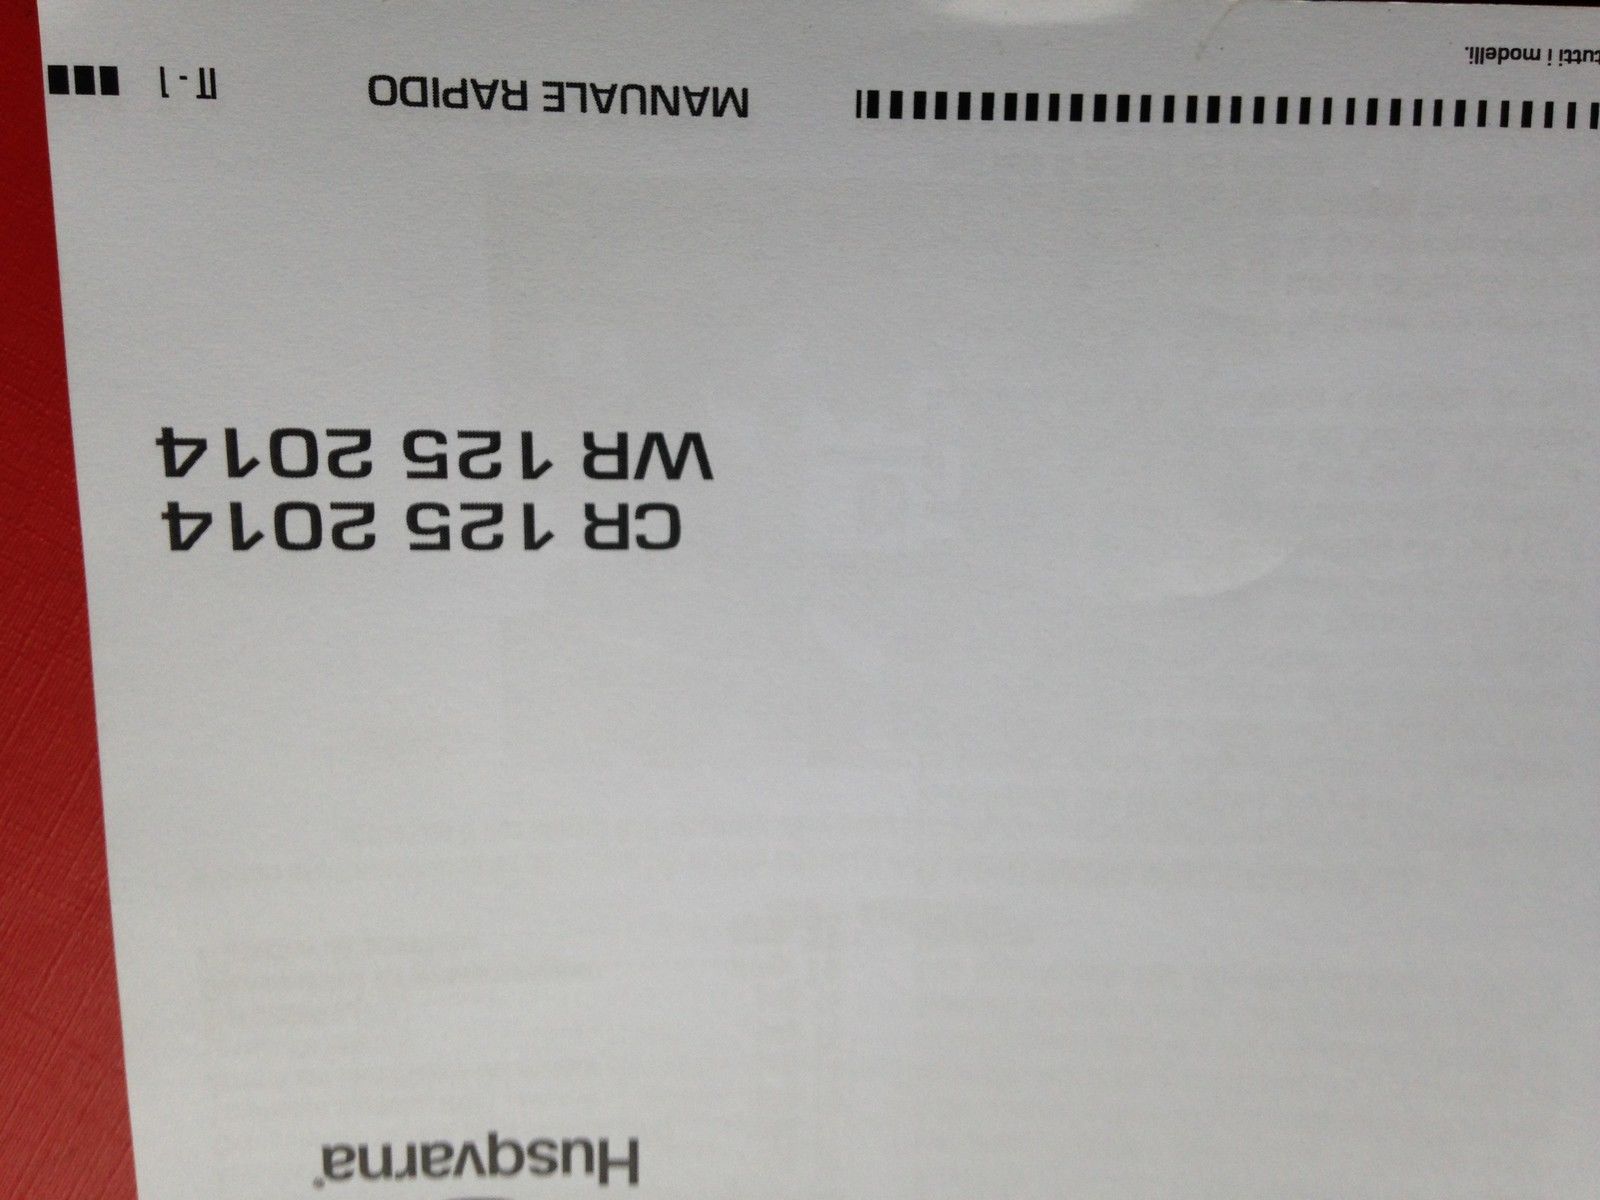 Husqvarna®
CR 125 2014
WR 125 2014
MANUALE RAPIDO
IT - 1
tutti i modelli.